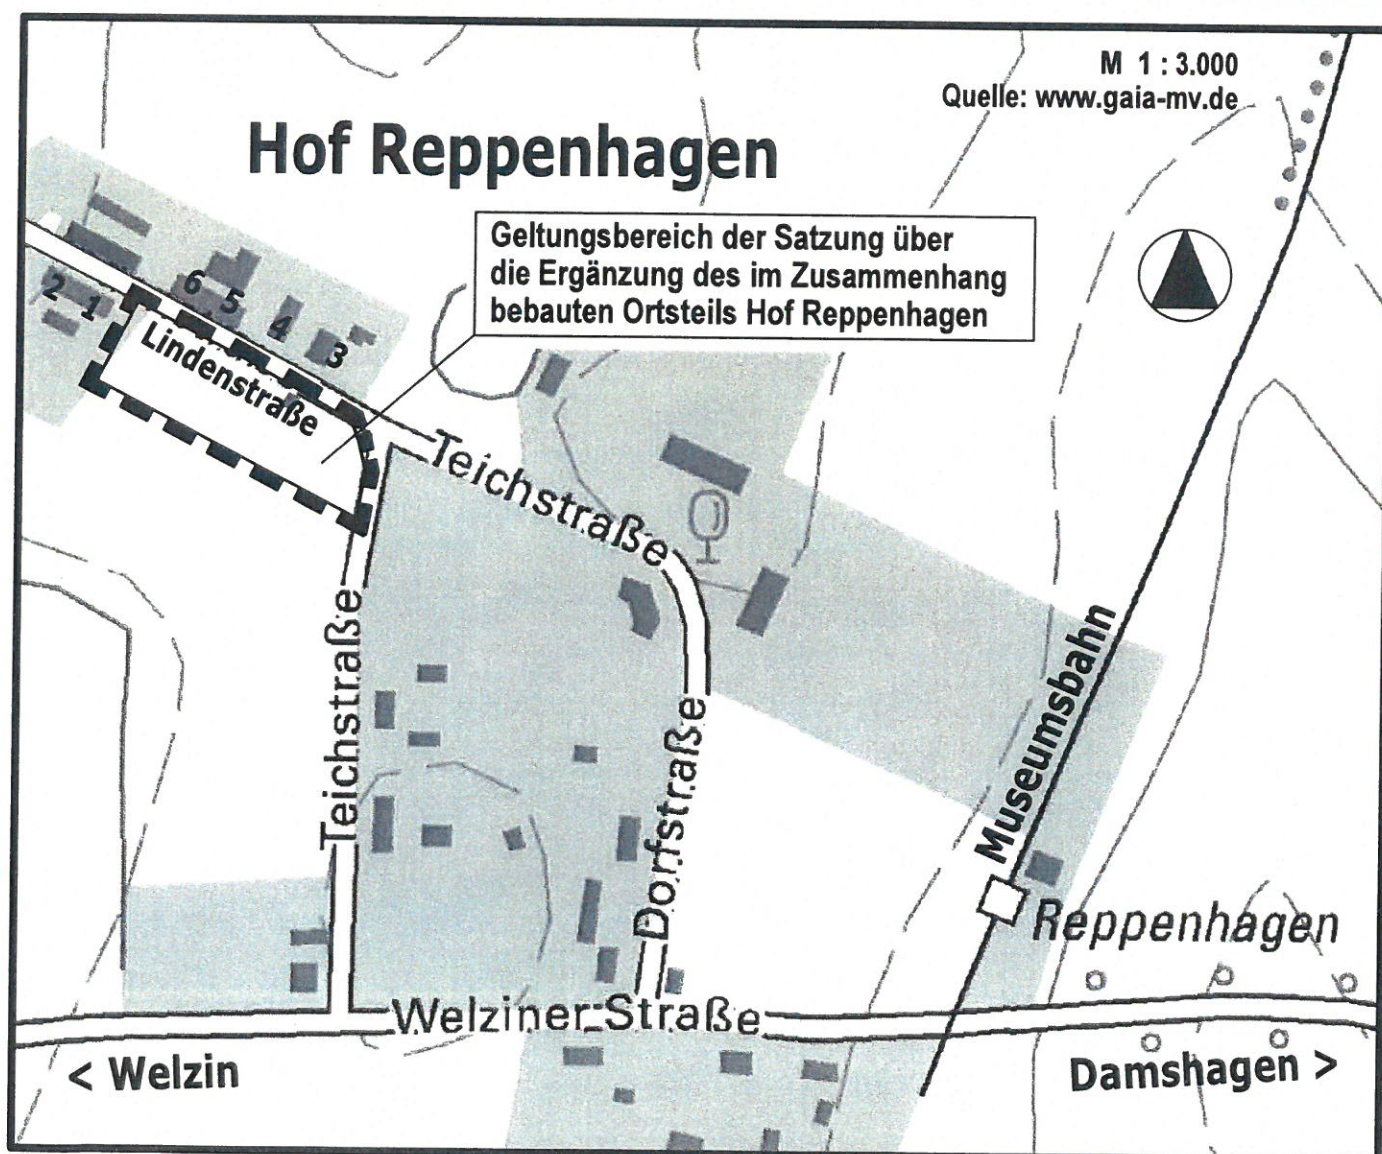 M 1 : 3.000
Quelle: www.gaia-mv.de
Hof Reppenhagen
Geltungsbereich der Satzung über
die Ergänzung des im Zusammenhang
bebauten Ortsteils Hof Reppenhagen
2
1
6
5
4
3
Lindenstraße
Teichstraße
Teichstraße
Dorfstraße
Museumsbahn
Reppenhagen
Welziner Straße
< Welzin
Damshagen >